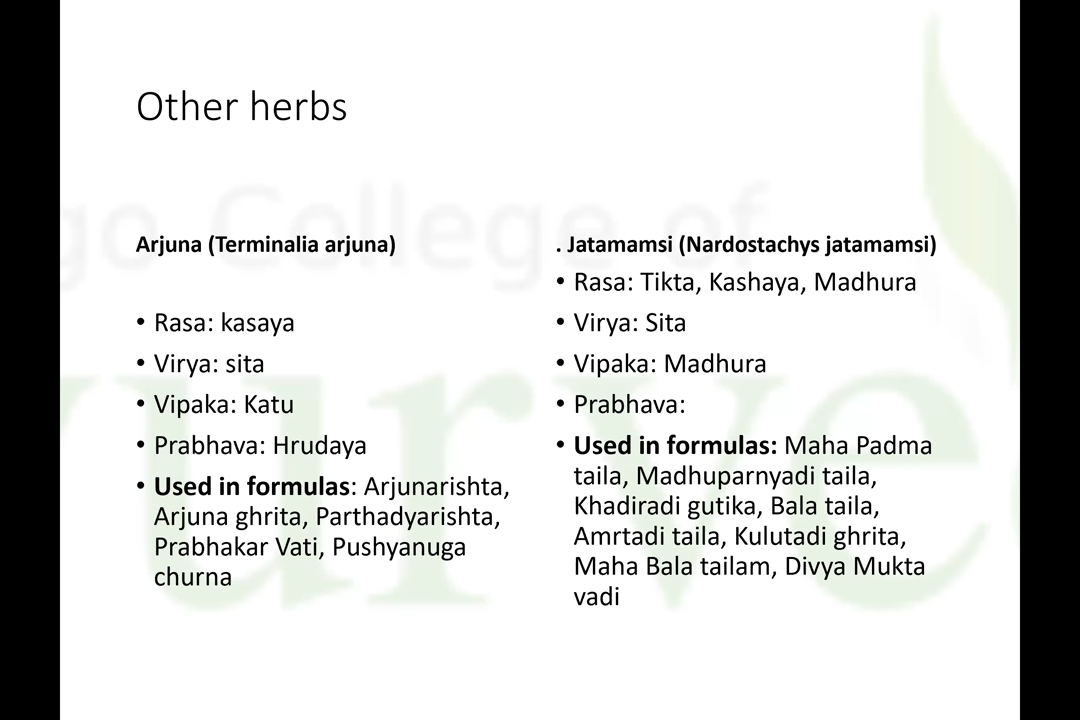 Other herbs
go College of
Arjuna (Terminalia arjuna)
• Rasa: kasaya
• Virya: sita
• Vipaka: Katu
• Prabhava: Hrudaya
• Used in formulas: Arjunarishta,
Arjuna ghrita, Parthadyarishta,
Prabhakar Vati, Pushyanuga
churna
. Jatamamsi (Nardostachys jatamamsi)
• Rasa: Tikta, Kashaya, Madhura
• Virya: Sita
• Vipaka: Madhura
• Prabhava:
• Used in formulas: Maha Padma
taila, Madhuparnyadi taila,
Khadiradi gutika, Bala taila,
Amrtadi taila, Kulutadi ghrita,
Maha Bala tailam, Divya Mukta
vadi